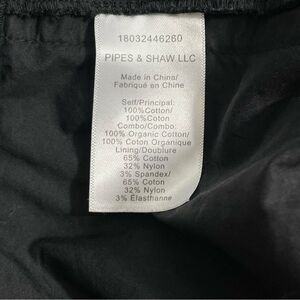 18032446260
PIPES & SHAW LLC
Made in China/
Fabriqué en Chine
Self/Principal:
100%Cotton/
100%Coton
Combo/Combo:
100% Organic Cotton/
100% Coton Organique
Lining/Doublure
65% Cotton
32% Nylon
3% Spandex/
65% Coton
32% Nylon
3% Elasthanne